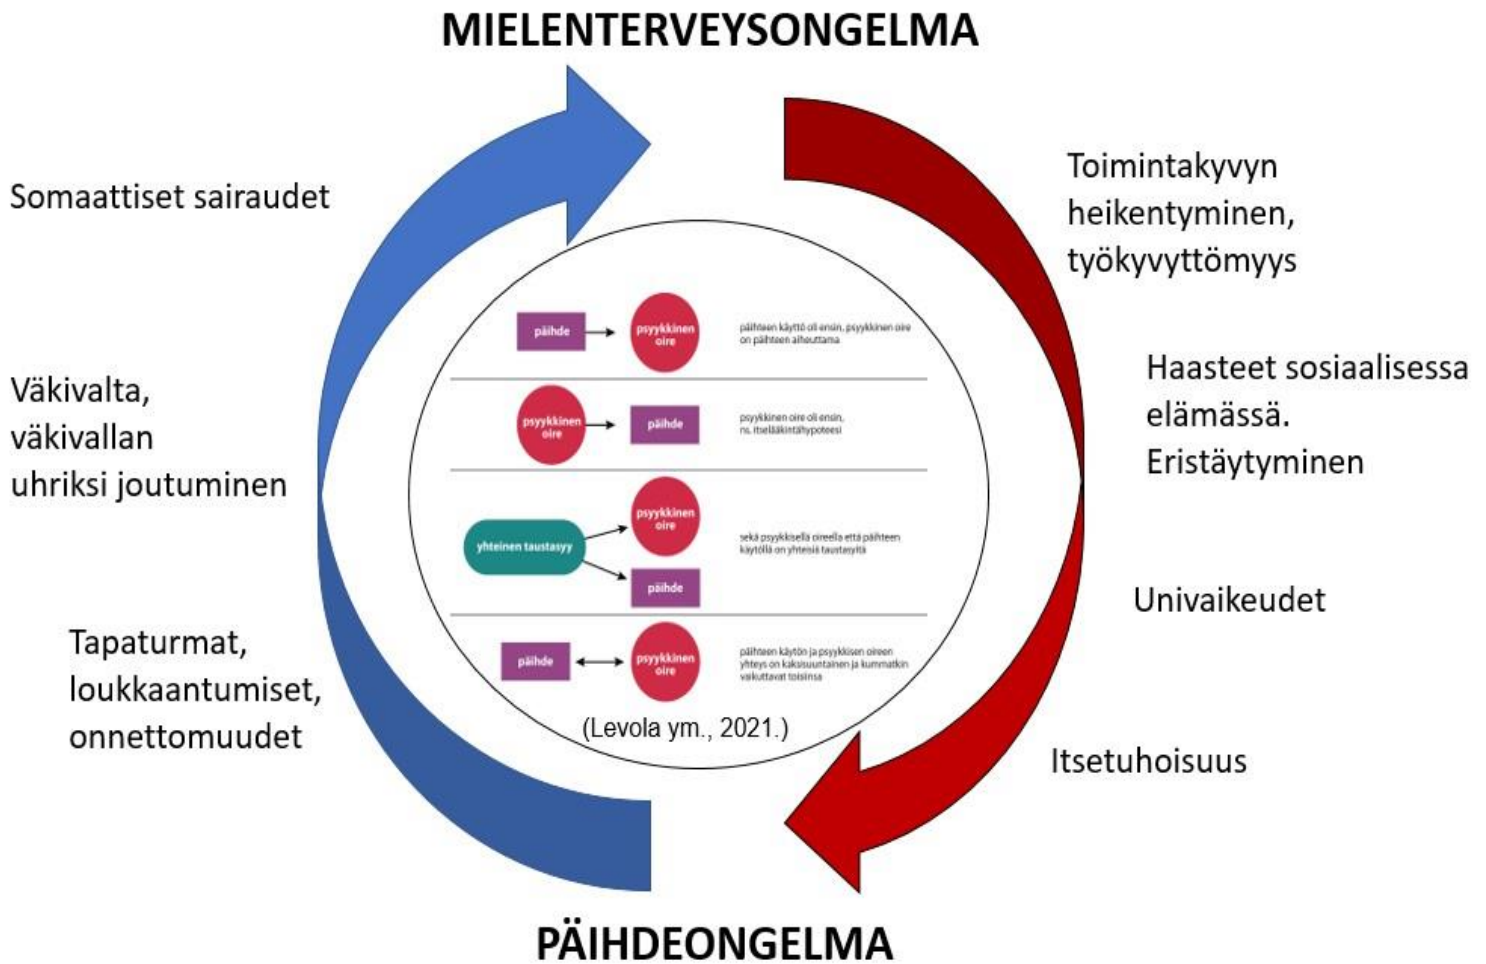 MIELENTERVEYSONGELMA
Somaattiset sairaudet
Väkivalta,
väkivallan
uhriksi joutuminen
Tapaturmat,
loukkaantumiset,
onnettomuudet
päihde
psyykkinen
oire
päihteen käyttö oli ensin, psyykkinen oire
on päihteen aiheuttama
psyykkinen
oire
päihde
psyykkinen oire oli ensin,
ns. itselääkintähypoteesi
yhteinen taustasyy
psyykkinen
oire
päihde
sekä psyykkisellä oireella että päihteen
käytöllä on yhteisiä taustasyitä
päihde
psyykkinen
oire
päihteen käytön ja psyykkisen oireen
yhteys on kaksisuuntainen ja kummatkin
vaikuttavat toisiinsa
(Levola ym., 2021.)
Toimintakyvyn
heikentyminen,
työkyvyttömyys
Haasteet sosiaalisessa
elämässä.
Eristäytyminen
Univaikeudet
Itsetuhoisuus
PÄIHDEONGELMA